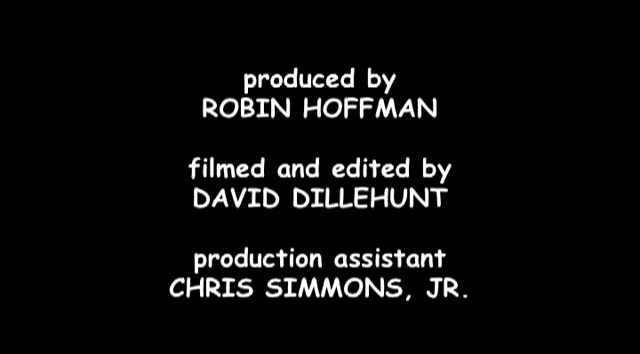 produced by
ROBIN HOFFMAN
filmed and edited by
DAVID DILLEHUNT
production assistant
CHRIS SIMMONS, JR.